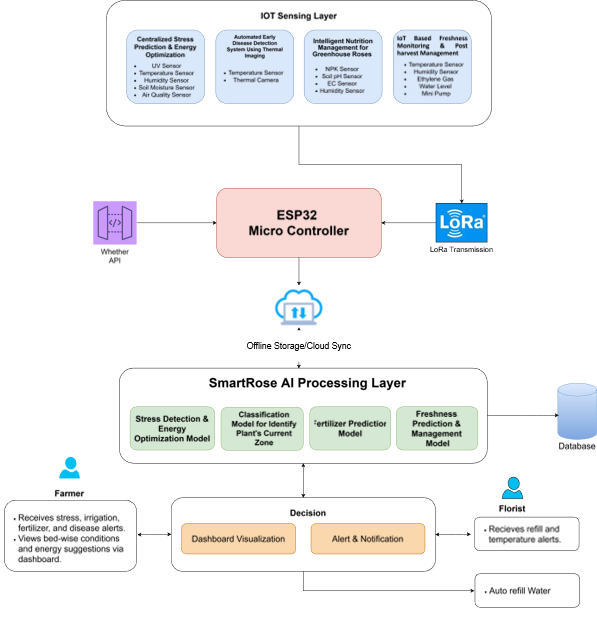 IOT Sensing Layer
Centralized Stress
Prediction & Energy
Optimization
• UV Sensor
• Temperature Sensor
• Humidity Sensor
• Soil Moisture Sensor
• Air Quality Sensor
Automated Early
Disease Detection
System Using Thermal
Imaging
• Temperature Sensor
• Thermal Camera
Intelligent Nutrition
Management for
Greenhouse Roses
• NPK Sensor
• Soil pH Sensor
• EC Sensor
• Humidity Sensor
IoT Based Freshness
Monitoring & Post
harvest Management
• Temperature Sensor
• Humidity Sensor
• Ethylene Gas
• Water Level
• Mini Pump
</>
Whether
API
ESP32
Micro Controller
LoRa
LoRa Transmission
Offline Storage/Cloud Sync
SmartRose AI Processing Layer
Stress Detection &
Energy
Optimization Model
Classification
Model for Identify
Plant's Current
Zone
Fertilizer Prediction
Model
Freshness
Prediction &
Management
Model
Database
Farmer
• Receives stress, irrigation,
fertilizer, and disease alerts.
• Views bed-wise conditions
and energy suggestions via
dashboard.
Decision
Dashboard Visualization
Alert & Notification
Florist
• Recieves refill and
temperature alerts.
• Auto refill Water